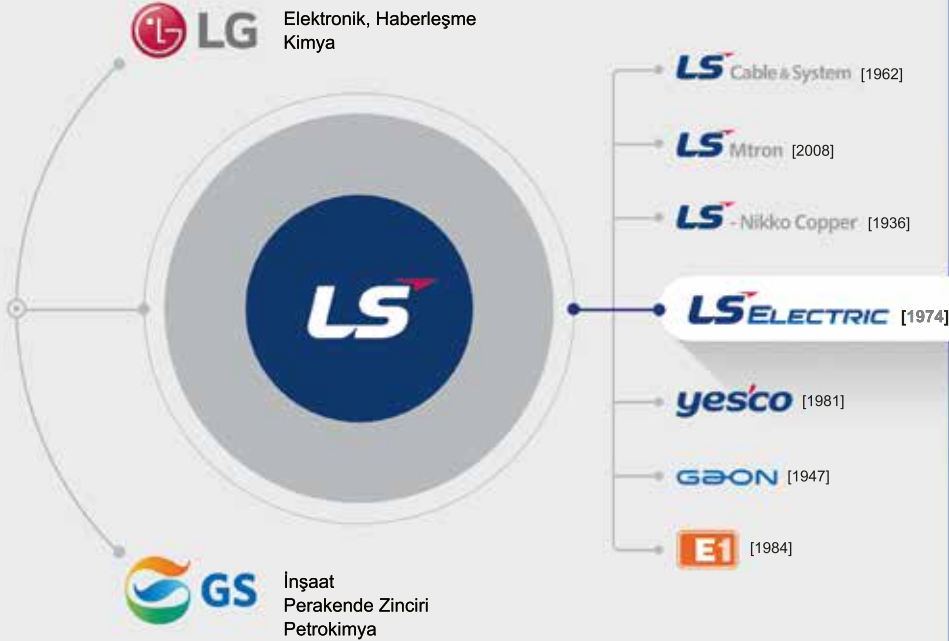 LG
Elektronik, Haberleşme
Kimya
LS
LS Cable & System [1962]
LS Mtron [2008]
LS - Nikko Copper [1936]
LS ELECTRIC [1974]
yesco [1981]
GAON [1947]
E1 [1984]
GS
İnşaat
Perakende Zinciri
Petrokimya